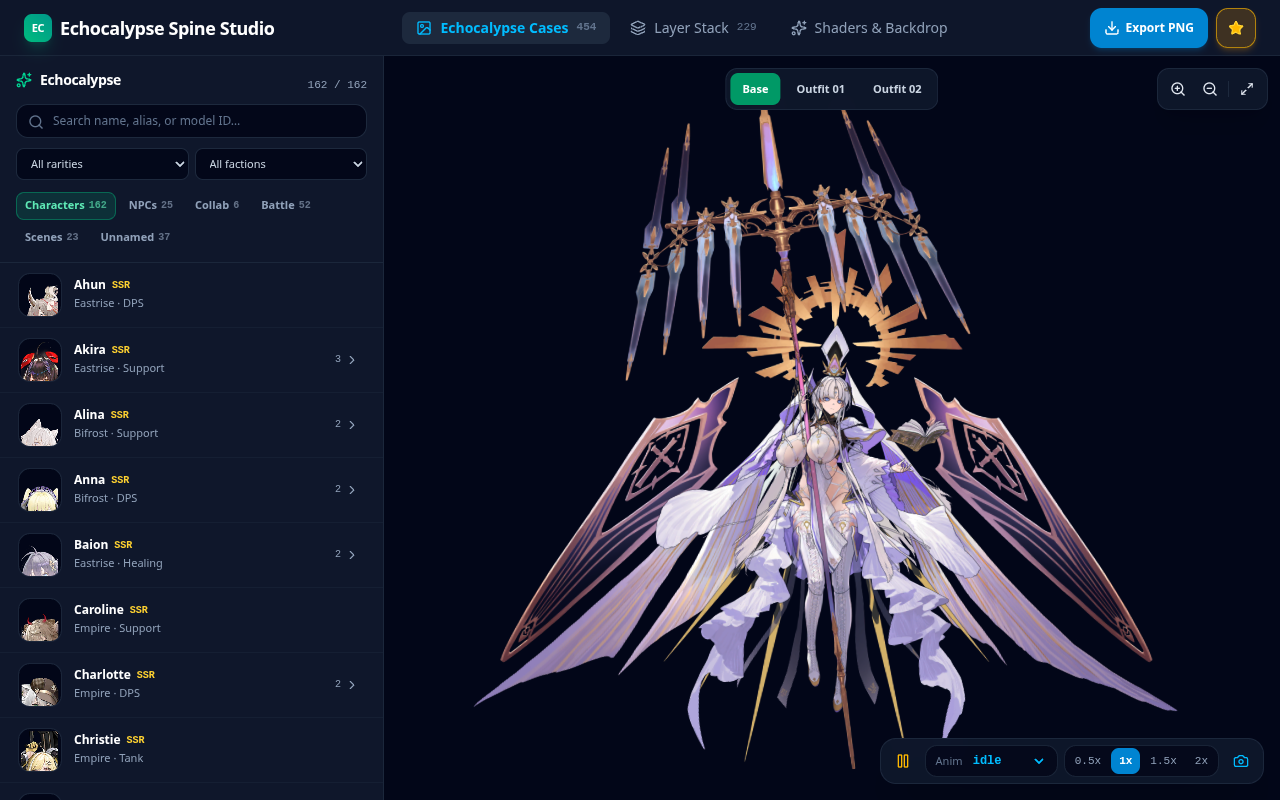 EC Echocalypse Spine Studio
Echocalypse Cases 454
Layer Stack 229
Shaders & Backdrop
Export PNG
Echocalypse 162 / 162
Search name, alias, or model ID...
All rarities
All factions
Characters 162
NPCs 25
Collab 6
Battle 52
Scenes 23
Unnamed 37
Ahun SSR
Eastrise · DPS
Akira SSR
Eastrise · Support
3
Alina SSR
Bifrost · Support
2
Anna SSR
Bifrost · DPS
2
Baion SSR
Eastrise · Healing
2
Caroline SSR
Empire · Support
Charlotte SSR
Empire · DPS
2
Christie SSR
Empire · Tank
Base
Outfit 01
Outfit 02
Anim idle
0.5x
1x
1.5x
2x